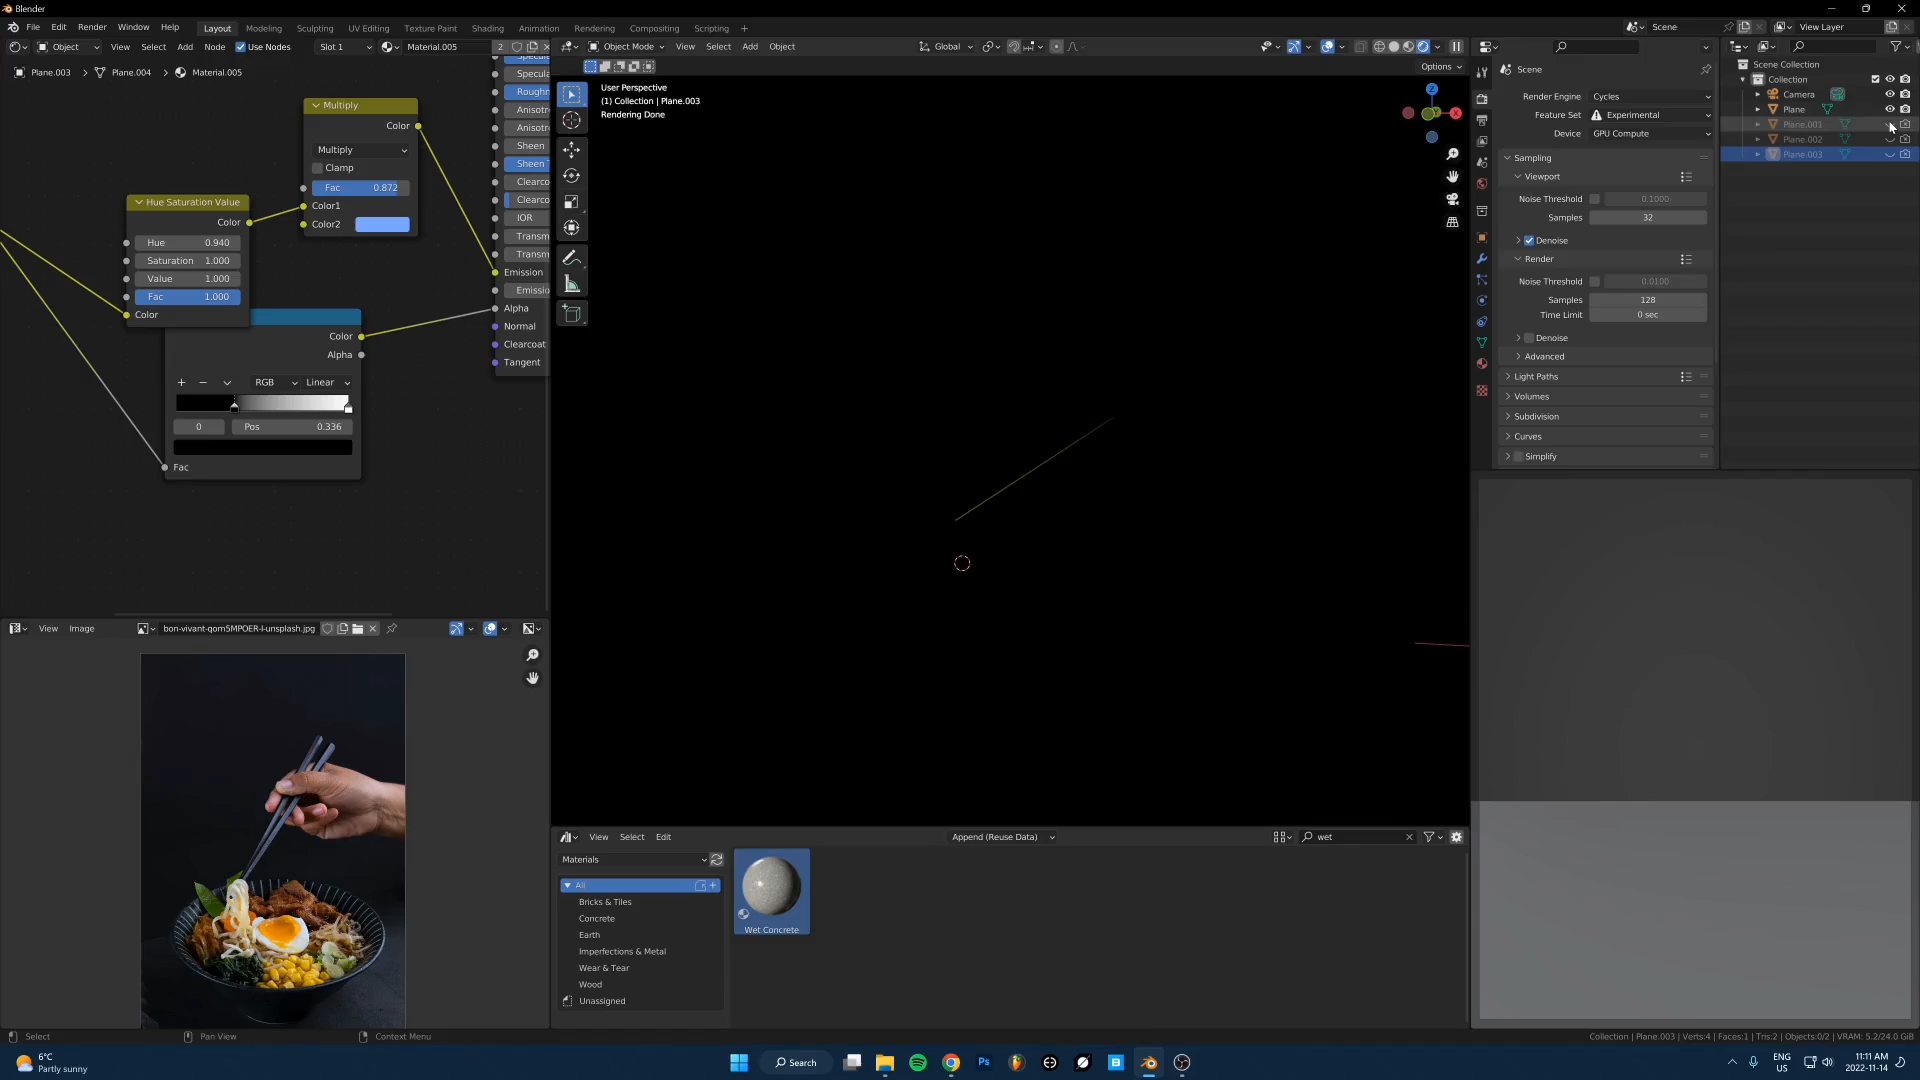 Blender
File Edit Render Window Help Layout Modeling Sculpting UV Editing Texture Paint Shading Animation Rendering Compositing Scripting + Scene View Layer
Object View Select Add Node Use Nodes Slot 1 Material.005 2
Plane.003 > Plane.004 > Material.005
Multiply
Color
Multiply
Clamp
Fac 0.872
Color1
Color2
Hue Saturation Value
Color
Hue 0.940
Saturation 1.000
Value 1.000
Fac 1.000
Color
Color
Alpha
RGB Linear
0 Pos 0.336
Fac
Specula
Roughn
Anisotr
Sheen
Sheen T
Clearco
Clearco
IOR
Transm
Transm
Emission
Emissio
Alpha
Normal
Clearcoat
Tangent
View Image bon-vivant-qom5MPOER-I-unsplash.jpg
Object Mode View Select Add Object Global
Options
User Perspective
(1) Collection | Plane.003
Rendering Done
Z
X
View Select Edit Append (Reuse Data) wet
Materials
All
Bricks & Tiles
Concrete
Earth
Imperfections & Metal
Wear & Tear
Wood
Unassigned
Wet Concrete
Scene
Render Engine Cycles
Feature Set Experimental
Device GPU Compute
Sampling
Viewport
Noise Threshold 0.1000
Samples 32
Denoise
Render
Noise Threshold 0.0100
Samples 128
Time Limit 0 sec
Denoise
Advanced
Light Paths
Volumes
Subdivision
Curves
Simplify
Scene Collection
Collection
Camera
Plane
Plane.001
Plane.002
Plane.003
Select Pan View Context Menu
Collection | Plane.003 | Verts:4 | Faces:1 | Tris:2 | Objects:0/2 | VRAM: 5.2/24.0 GiB
6°C
Partly sunny
Search
Ps
ENG
US
11:11 AM
2022-11-14